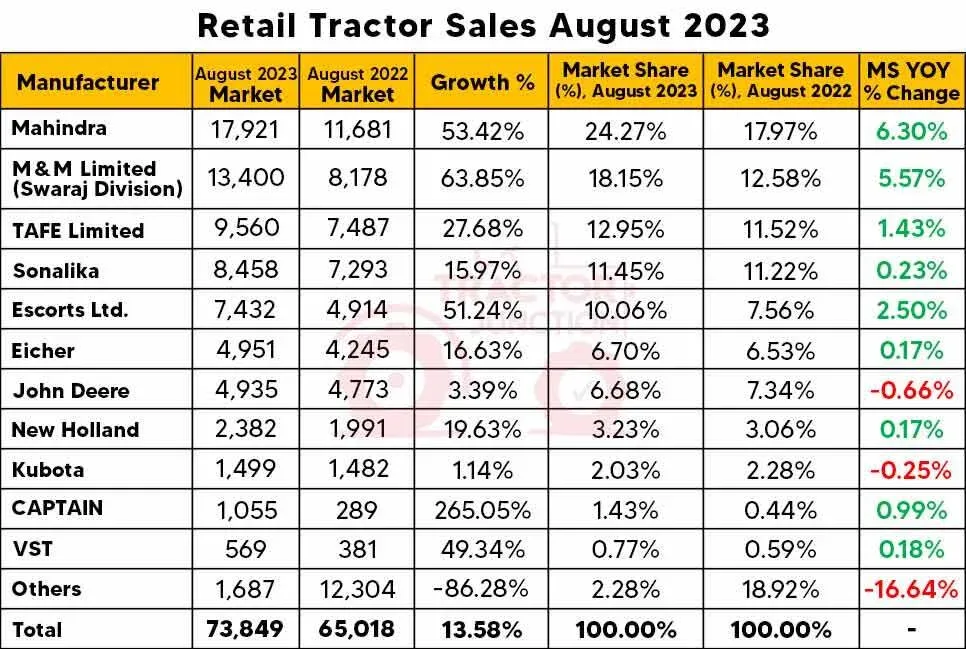 Retail Tractor Sales August 2023
Manufacturer August 2023 Market August 2022 Market Growth % Market Share (%), August 2023 Market Share (%), August 2022 MS YOY % Change
Mahindra 17,921 11,681 53.42% 24.27% 17.97% 6.30%
M&M Limited (Swaraj Division) 13,400 8,178 63.85% 18.15% 12.58% 5.57%
TAFE Limited 9,560 7,487 27.68% 12.95% 11.52% 1.43%
Sonalika 8,458 7,293 15.97% 11.45% 11.22% 0.23%
Escorts Ltd. 7,432 4,914 51.24% 10.06% 7.56% 2.50%
Eicher 4,951 4,245 16.63% 6.70% 6.53% 0.17%
John Deere 4,935 4,773 3.39% 6.68% 7.34% -0.66%
New Holland 2,382 1,991 19.63% 3.23% 3.06% 0.17%
Kubota 1,499 1,482 1.14% 2.03% 2.28% -0.25%
CAPTAIN 1,055 289 265.05% 1.43% 0.44% 0.99%
VST 569 381 49.34% 0.77% 0.59% 0.18%
Others 1,687 12,304 -86.28% 2.28% 18.92% -16.64%
Total 73,849 65,018 13.58% 100.00% 100.00% -
TRACTOR
JUNCTION